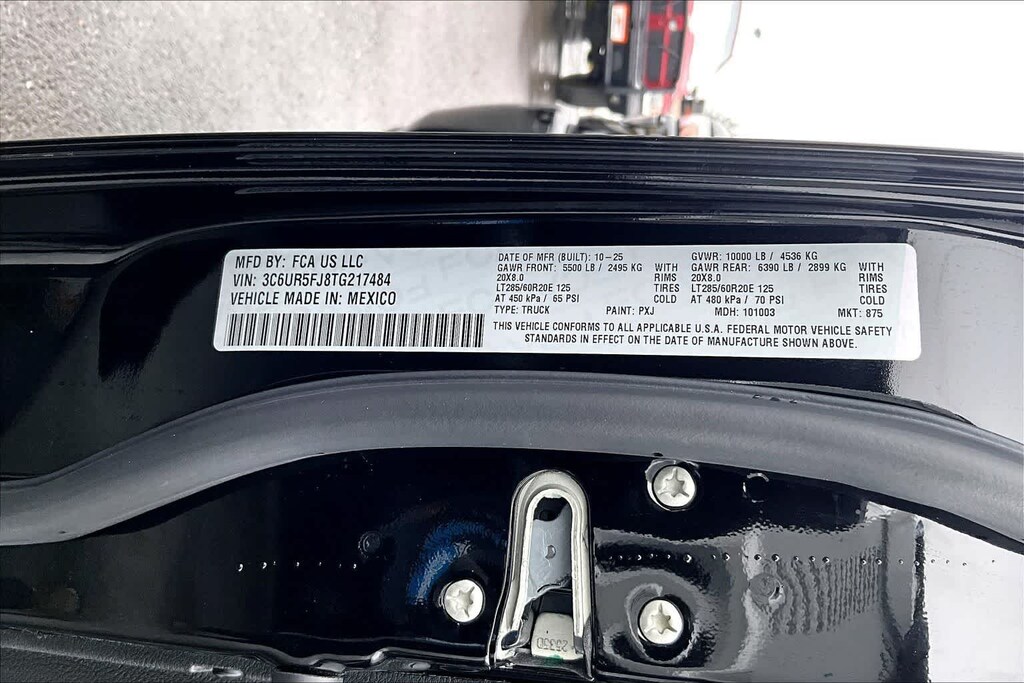 MFD BY: FCA US LLC
VIN: 3C6UR5FJ8TG217484
VEHICLE MADE IN: MEXICO
DATE OF MFR (BUILT): 10-25
GAWR FRONT: 5500 LB / 2495 KG WITH
20X8.0 RIMS
LT285/60R20E 125 TIRES
AT 450 kPa / 65 PSI COLD
TYPE: TRUCK PAINT: PXJ
GVWR: 10000 LB / 4536 KG
GAWR REAR: 6390 LB / 2899 KG WITH
20X8.0 RIMS
LT285/60R20E 125 TIRES
AT 480 kPa / 70 PSI COLD
MDH: 101003 MKT: 875
THIS VEHICLE CONFORMS TO ALL APPLICABLE U.S.A. FEDERAL MOTOR VEHICLE SAFETY
STANDARDS IN EFFECT ON THE DATE OF MANUFACTURE SHOWN ABOVE.